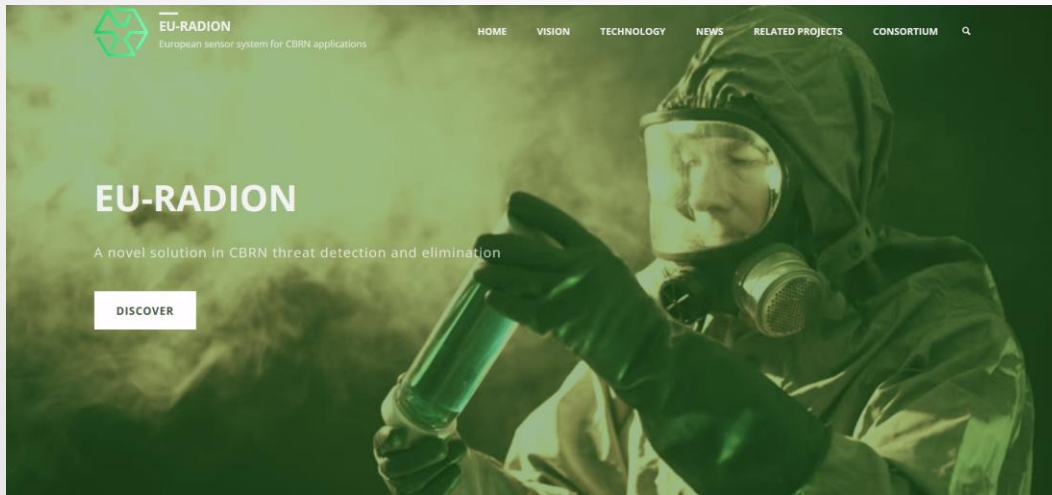 EU-RADION
European sensor system for CBRN applications
HOME VISION TECHNOLOGY NEWS RELATED PROJECTS CONSORTIUM
EU-RADION
A novel solution in CBRN threat detection and elimination
DISCOVER